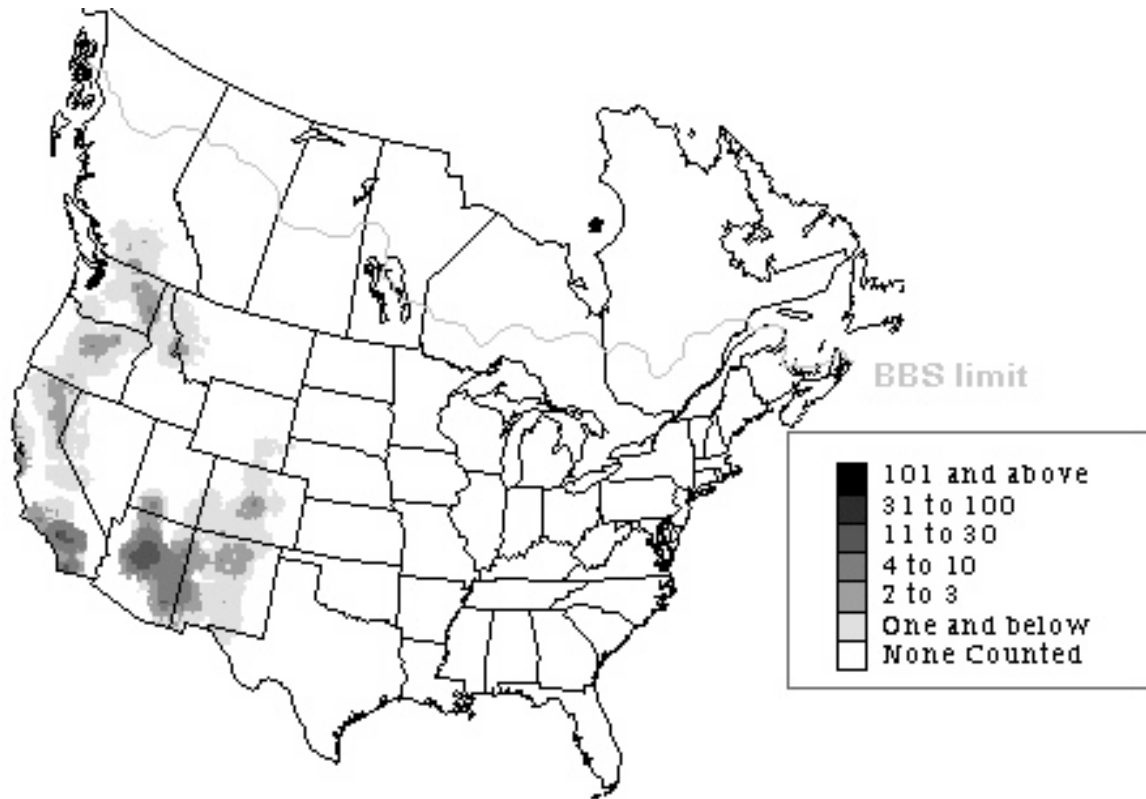 BBS limit
101 and above
31 to 100
11 to 30
4 to 10
2 to 3
One and below
None Counted